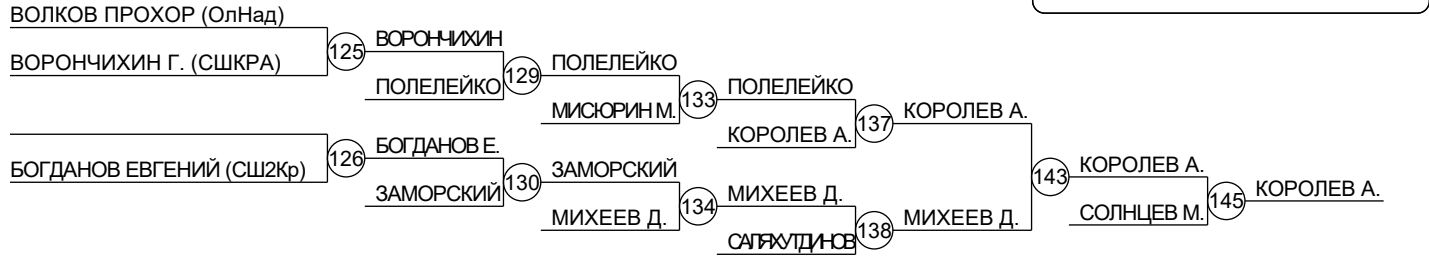 ВОЛКОВ ПРОХОР (ОлНад)
125
ВОРОНЧИХИН
ВОРОНЧИХИН Г. (СШКРА)
ПОЛЕЛЕЙКО
129
ПОЛЕЛЕЙКО
МИСЮРИН М.
133
ПОЛЕЛЕЙКО
КОРОЛЕВ А.
137
КОРОЛЕВ А.
БОГДАНОВ ЕВГЕНИЙ (СШ2Кр)
126
БОГДАНОВ Е.
ЗАМОРСКИЙ
130
ЗАМОРСКИЙ
МИХЕЕВ Д.
134
МИХЕЕВ Д.
САЛЯХУТДИНОВ
138
МИХЕЕВ Д.
143
КОРОЛЕВ А.
СОЛНЦЕВ М.
145
КОРОЛЕВ А.